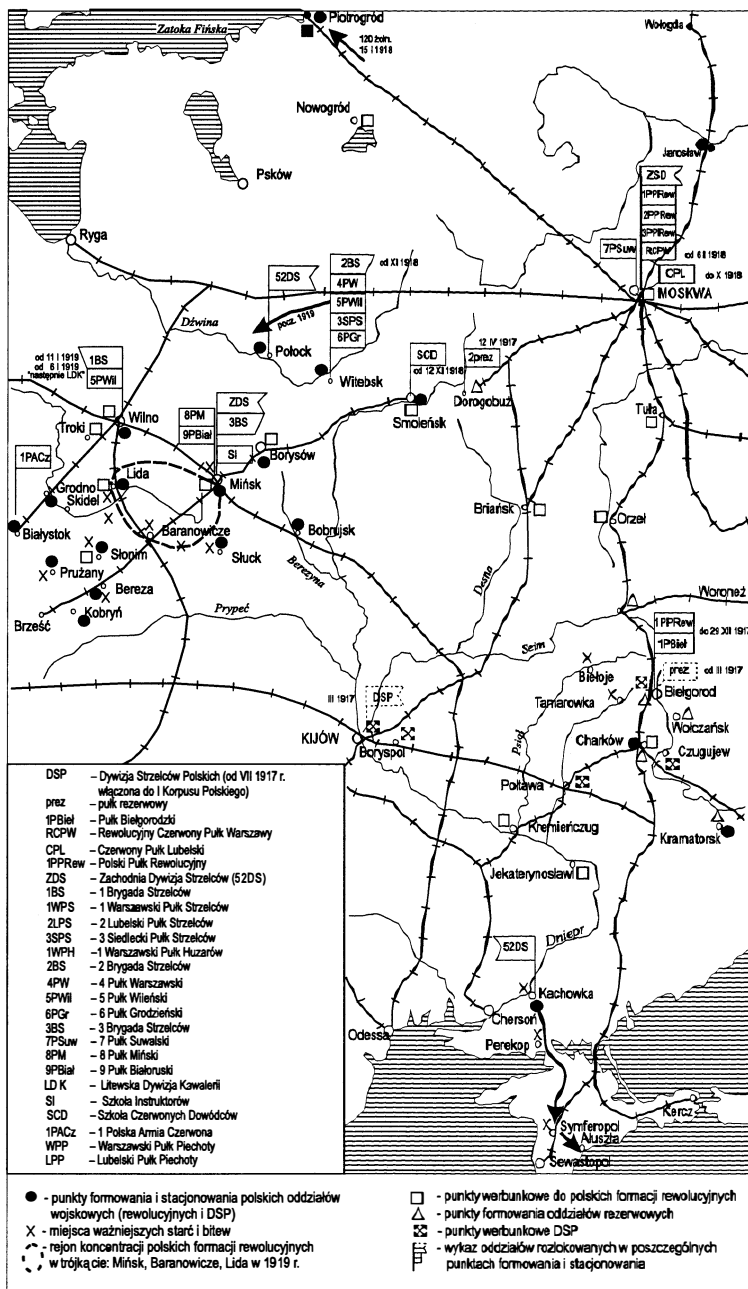 Piotrogród
Zatoka Fińska
120 żołn.
15 I 1918
Wołogda
Nowogród
Jarosław
Psków
ZSD
1PPRew
2PPRew
3PPRew
RCPW
od 6 II 1918
Ryga
7PSuw
CPL
do X 1918
MOSKWA
52DS
2BS
od XI 1918
4PW
5PWil
3SPS
6PGr
pocz. 1919
Dźwina
Połock
Witebsk
SCD
od 12 XII 1918
12 IV 1917
2prez
Dorogobuż
Smoleńsk
Tuła
od 11 I 1919
od 6 I 1919
"następnie LDK"
1BS
5PWil
Wilno
Troki
8PM
9PBiał
ZDS
3BS
SI
Borysów
1PACz
Lida
Mińsk
Grodno
Skidel
Białystok
Baranowicze
Bobrujsk
Briańsk
Orzeł
Słonim
Słuck
Prużany
Bereza
Berezyna
Desna
Brześć
Kobryń
Prypeć
Woroneż
Sejm
1PPRew
1PBieł
do 29 XII 1917
prez
od III 1917
Biełoje
Tamarowka
Biełgorod
Wołczańsk
III 1917
DSP
KIJÓW
Boryspol
Psioł
Charków
Czugujew
Połtawa
Kremieńczug
Kramatorsk
Jekaterynosław
Dniepr
52DS
Kachowka
Chersoń
Odessa
Perekop
Kercz
Symferopol
Ałuszta
Sewastopol
DSP – Dywizja Strzelców Polskich (od VII 1917 r.
włączona do I Korpusu Polskiego)
prez – pułk rezerwowy
1PBieł – Pułk Biełgorodzki
RCPW – Rewolucyjny Czerwony Pułk Warszawy
CPL – Czerwony Pułk Lubelski
1PPRew – Polski Pułk Rewolucyjny
ZDS – Zachodnia Dywizja Strzelców (52DS)
1BS – 1 Brygada Strzelców
1WPS – 1 Warszawski Pułk Strzelców
2LPS – 2 Lubelski Pułk Strzelców
3SPS – 3 Siedlecki Pułk Strzelców
1WPH – 1 Warszawski Pułk Huzarów
2BS – 2 Brygada Strzelców
4PW – 4 Pułk Warszawski
5PWil – 5 Pułk Wileński
6PGr – 6 Pułk Grodzieński
3BS – 3 Brygada Strzelców
7PSuw – 7 Pułk Suwalski
8PM – 8 Pułk Miński
9PBiał – 9 Pułk Białoruski
LD K – Litewska Dywizja Kawalerii
SI – Szkoła Instruktorów
SCD – Szkoła Czerwonych Dowódców
1PACz – 1 Polska Armia Czerwona
WPP – Warszawski Pułk Piechoty
LPP – Lubelski Pułk Piechoty
- punkty formowania i stacjonowania polskich oddziałów
wojskowych (rewolucyjnych i DSP)
X - miejsca ważniejszych starć i bitew
- rejon koncentracji polskich formacji rewolucyjnych
w trójkącie: Mińsk, Baranowicze, Lida w 1919 r.
- punkty werbunkowe do polskich formacji rewolucyjnych
- punkty formowania oddziałów rezerwowych
- punkty werbunkowe DSP
- wykaz oddziałów rozlokowanych w poszczególnych
punktach formowania i stacjonowania